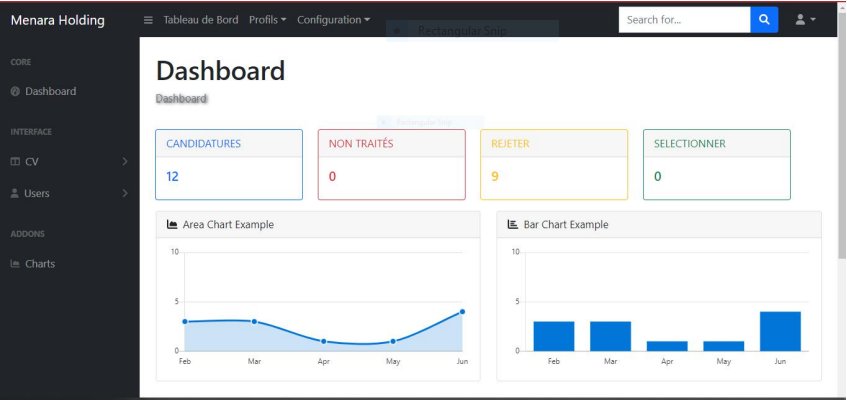 Menara Holding
Tableau de Bord Profils Configuration
Rectangular Snip
Search for...
CORE
Dashboard
INTERFACE
CV
Users
ADDONS
Charts
Dashboard
Dashboard
Rectangular Snip
CANDIDATURES
12
NON TRAITÉS
0
REJETER
9
SELECTIONNER
0
Area Chart Example
10
5
0
Feb Mar Apr May Jun
Bar Chart Example
10
5
0
Feb Mar Apr May Jun